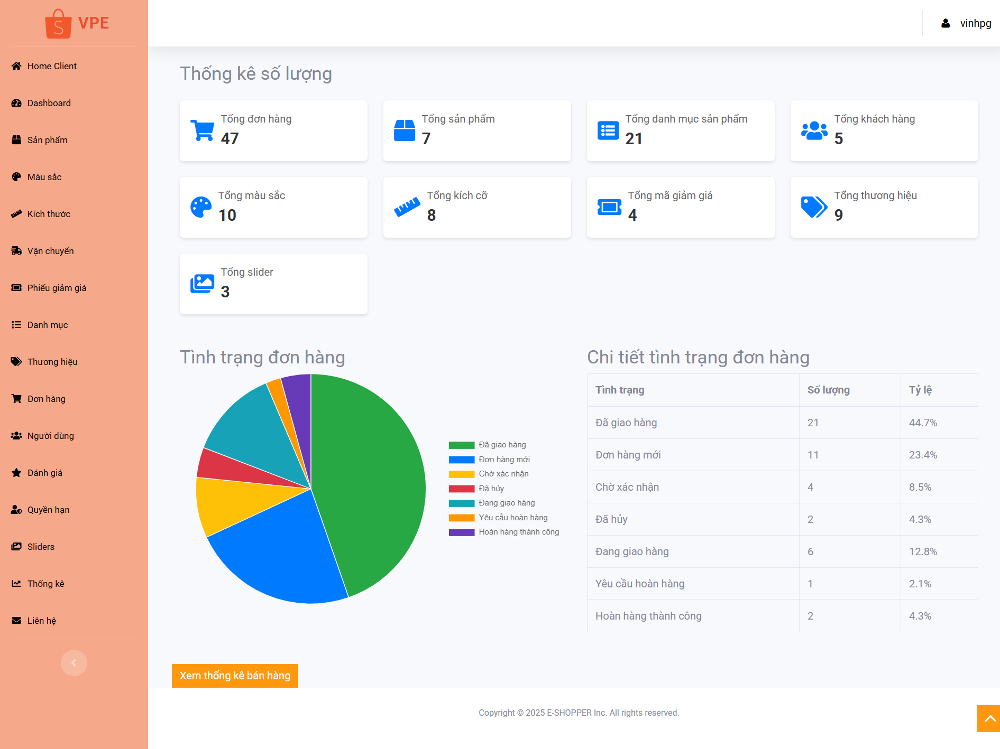 VPE
vinhpg
Home Client
Dashboard
Sản phẩm
Màu sắc
Kích thước
Vận chuyển
Phiếu giảm giá
Danh mục
Thương hiệu
Đơn hàng
Người dùng
Đánh giá
Quyền hạn
Sliders
Thống kê
Liên hệ
Thống kê số lượng
Tổng đơn hàng
47
Tổng sản phẩm
7
Tổng danh mục sản phẩm
21
Tổng khách hàng
5
Tổng màu sắc
10
Tổng kích cỡ
8
Tổng mã giảm giá
4
Tổng thương hiệu
9
Tổng slider
3
Tình trạng đơn hàng
Đã giao hàng
Đơn hàng mới
Chờ xác nhận
Đã hủy
Đang giao hàng
Yêu cầu hoàn hàng
Hoàn hàng thành công
Chi tiết tình trạng đơn hàng
Tình trạng Số lượng Tỷ lệ
Đã giao hàng 21 44.7%
Đơn hàng mới 11 23.4%
Chờ xác nhận 4 8.5%
Đã hủy 2 4.3%
Đang giao hàng 6 12.8%
Yêu cầu hoàn hàng 1 2.1%
Hoàn hàng thành công 2 4.3%
Xem thống kê bán hàng
Copyright © 2025 E-SHOPPER Inc. All rights reserved.